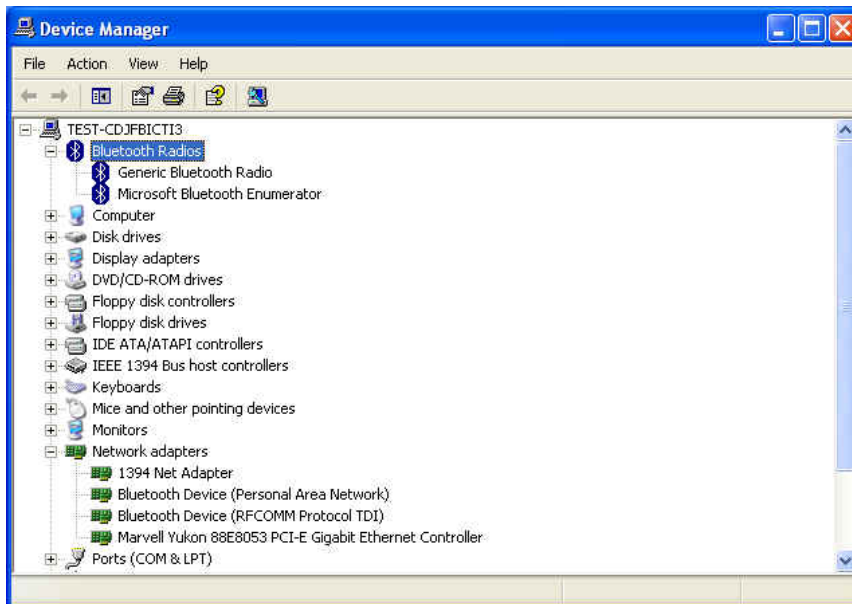 Device Manager
File Action View Help
TEST-CDJFBICTI3
Bluetooth Radios
Generic Bluetooth Radio
Microsoft Bluetooth Enumerator
Computer
Disk drives
Display adapters
DVD/CD-ROM drives
Floppy disk controllers
Floppy disk drives
IDE ATA/ATAPI controllers
IEEE 1394 Bus host controllers
Keyboards
Mice and other pointing devices
Monitors
Network adapters
1394 Net Adapter
Bluetooth Device (Personal Area Network)
Bluetooth Device (RFCOMM Protocol TDI)
Marvell Yukon 88E8053 PCI-E Gigabit Ethernet Controller
Ports (COM & LPT)